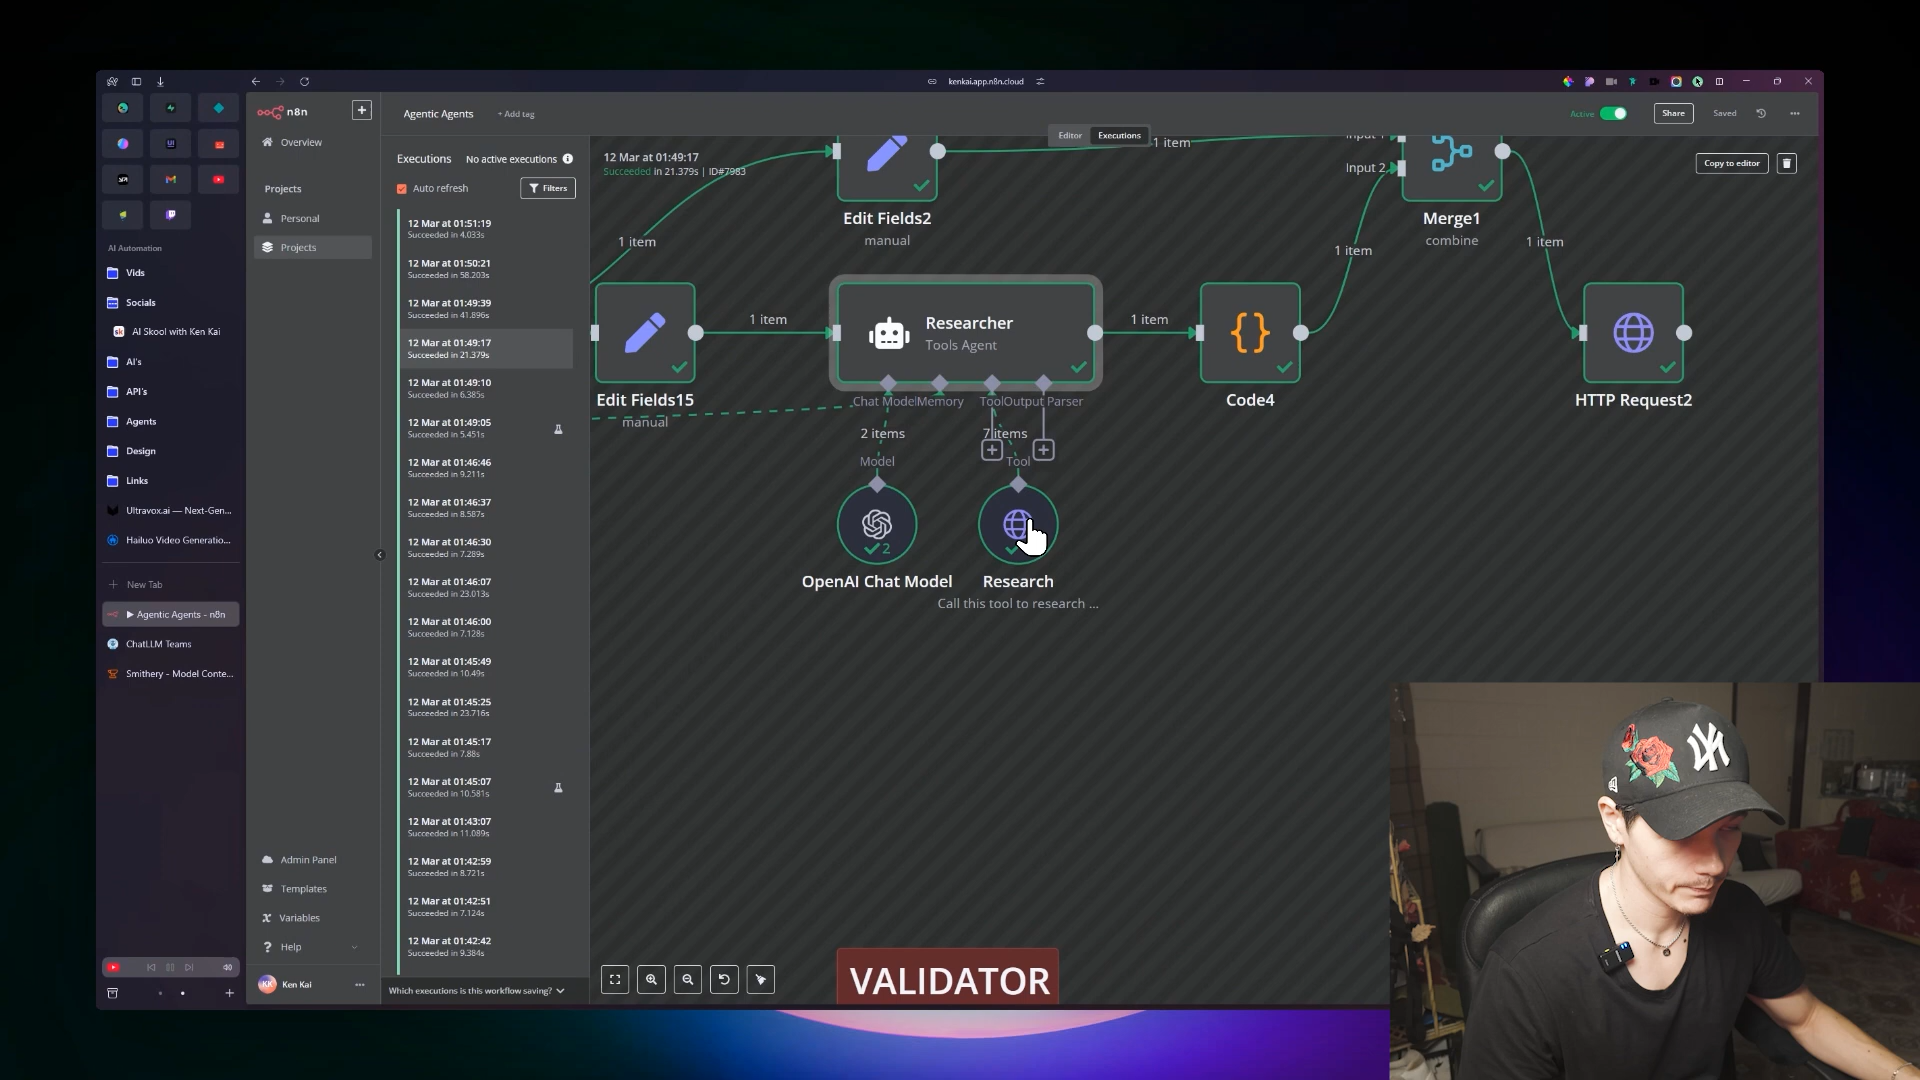 kenkai.app.n8n.cloud
n8n
Overview
Projects
Personal
Projects
Admin Panel
Templates
Variables
Help
KK
Ken Kai
AI Automation
Vids
Socials
sk
AI Skool with Ken Kai
AI's
API's
Agents
Design
Links
Ultravox.ai — Next-Gen...
Hailuo Video Generatio...
New Tab
Agentic Agents - n8n
ChatLLM Teams
Smithery - Model Conte...
Agentic Agents
+ Add tag
Active
Share
Saved
Editor
Executions
Executions
No active executions
Auto refresh
Filters
12 Mar at 01:51:19
Succeeded in 4.033s
12 Mar at 01:50:21
Succeeded in 58.203s
12 Mar at 01:49:39
Succeeded in 41.896s
12 Mar at 01:49:17
Succeeded in 21.379s
12 Mar at 01:49:10
Succeeded in 6.385s
12 Mar at 01:49:05
Succeeded in 5.451s
12 Mar at 01:46:46
Succeeded in 9.211s
12 Mar at 01:46:37
Succeeded in 8.587s
12 Mar at 01:46:30
Succeeded in 7.289s
12 Mar at 01:46:07
Succeeded in 23.013s
12 Mar at 01:46:00
Succeeded in 7.128s
12 Mar at 01:45:49
Succeeded in 10.49s
12 Mar at 01:45:25
Succeeded in 23.716s
12 Mar at 01:45:17
Succeeded in 7.88s
12 Mar at 01:45:07
Succeeded in 10.581s
12 Mar at 01:43:07
Succeeded in 11.089s
12 Mar at 01:42:59
Succeeded in 8.721s
12 Mar at 01:42:51
Succeeded in 7.124s
12 Mar at 01:42:42
Succeeded in 9.384s
Which executions is this workflow saving?
12 Mar at 01:49:17
Succeeded in 21.379s | ID#7983
Copy to editor
1 item
Input 1
Input 2
Edit Fields2
manual
Merge1
combine
1 item
1 item
1 item
Edit Fields15
manual
1 item
Researcher
Tools Agent
1 item
Code4
HTTP Request2
Chat Model
Memory
Tool
Output Parser
2 items
7 items
Model
Tool
2
OpenAI Chat Model
Research
Call this tool to research ...
VALIDATOR